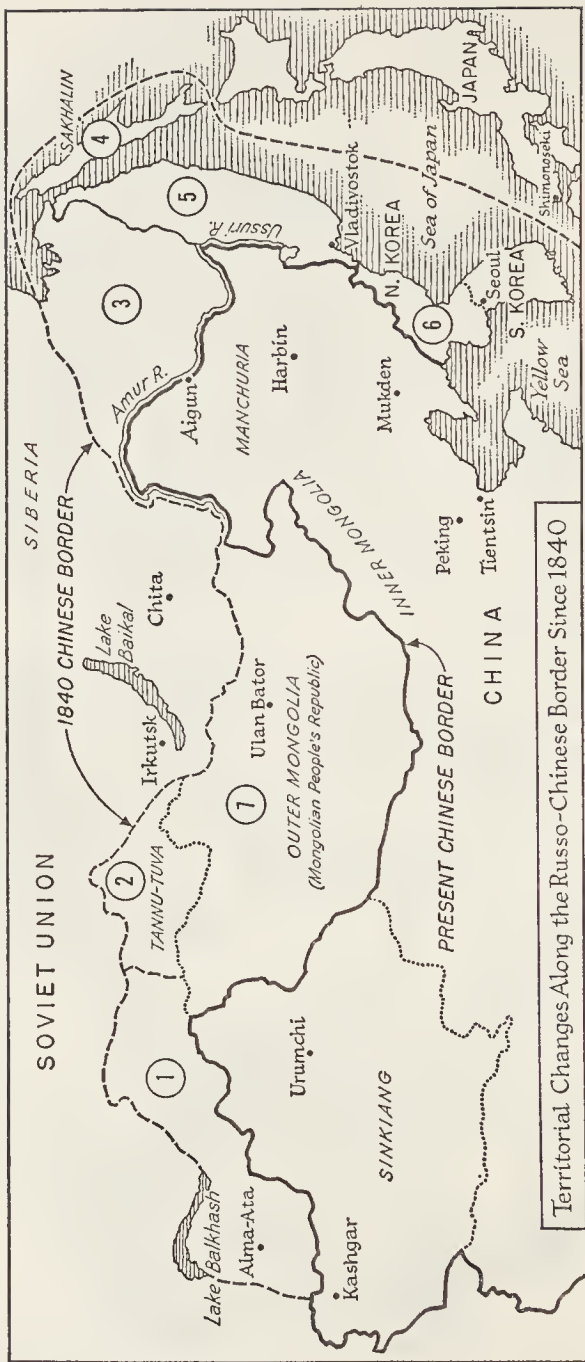 SOVIET UNION
SIBERIA
1840 CHINESE BORDER
SAKHALIN
4
5
3
Ussuri R.
Amur R.
Aigun
MANCHURIA
Harbin
Vladivostok
Sea of Japan
JAPAN
Shimonoseki
N. KOREA
6
Seoul
S. KOREA
Yellow
Sea
Mukden
Lake
Baikal
Chita
Irkutsk
2
TANNU-TUVA
1
Lake Balkhash
Alma-Ata
Kashgar
Urumchi
SINKIANG
Ulan Bator
7
OUTER MONGOLIA
(Mongolian People's Republic)
INNER MONGOLIA
PRESENT CHINESE BORDER
Peking
Tientsin
CHINA
Territorial Changes Along the Russo-Chinese Border Since 1840